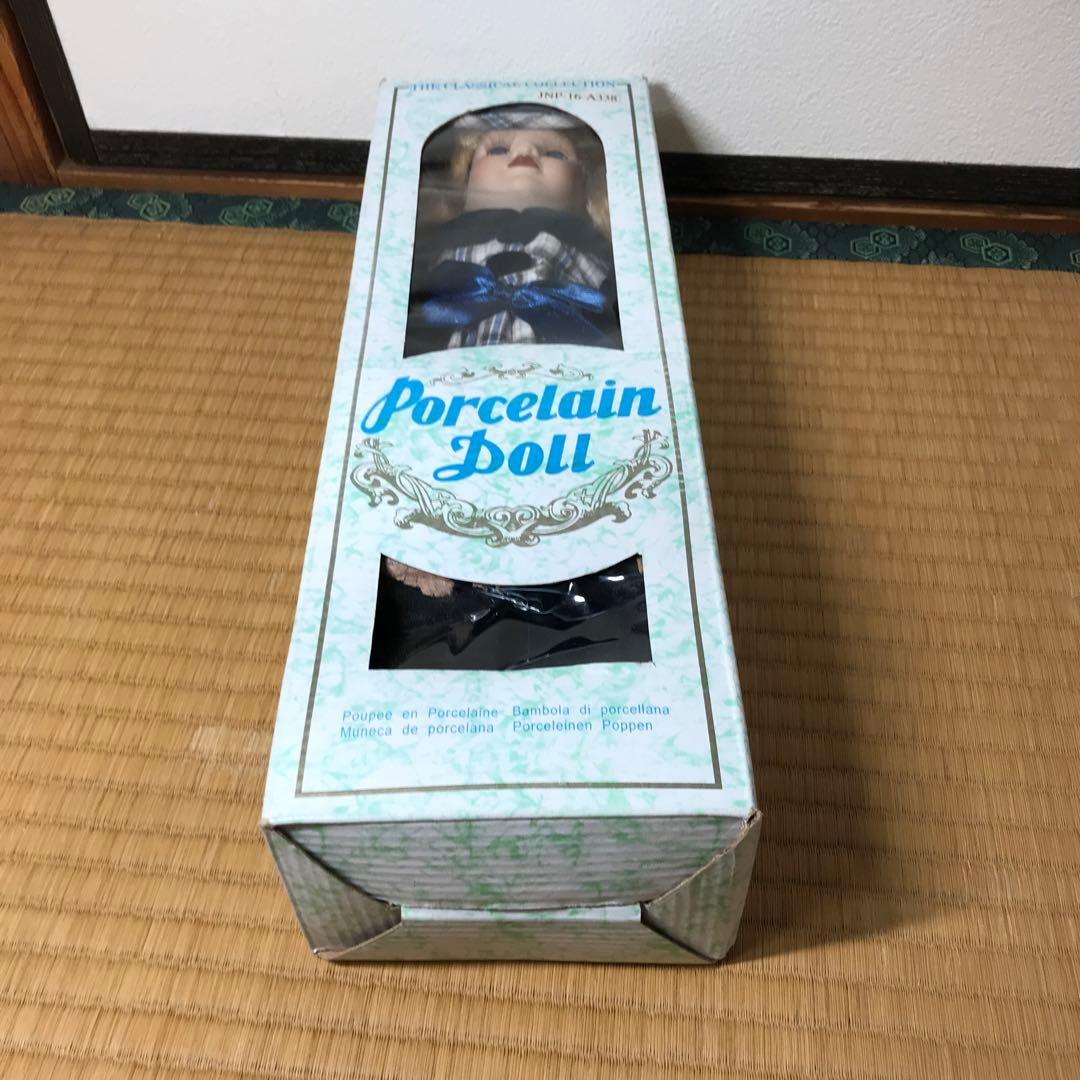 THE CLASSICAL COLLECTION
JNP-16-A338
Porcelain
Doll
Poupee en Porcelaine Bambola di porcellana
Muneca de porcelana Porceleinen Poppen